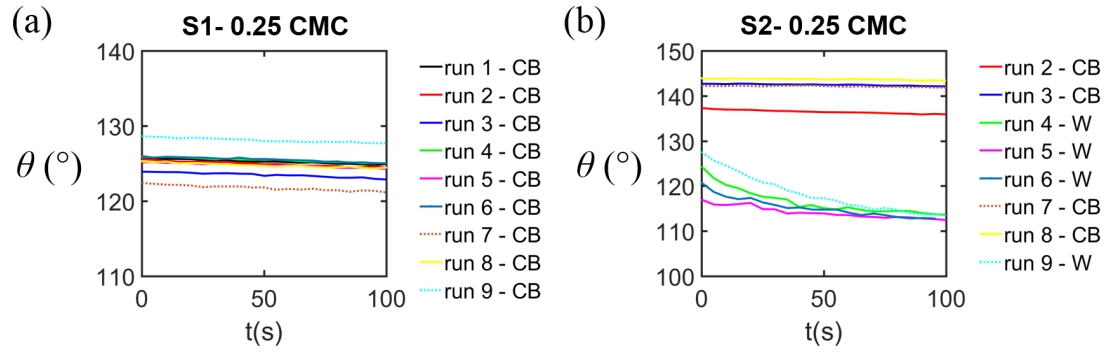 (a)
S1- 0.25 CMC
140
130
120
110
θ (°)
0
50
100
t(s)
run 1 - CB
run 2 - CB
run 3 - CB
run 4 - CB
run 5 - CB
run 6 - CB
run 7 - CB
run 8 - CB
run 9 - CB
(b)
S2- 0.25 CMC
150
140
130
120
110
100
θ (°)
0
50
100
t(s)
run 2 - CB
run 3 - CB
run 4 - W
run 5 - W
run 6 - W
run 7 - CB
run 8 - CB
run 9 - W